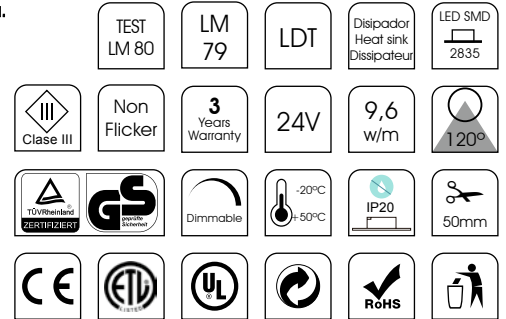 TEST
LM 80
LM
79
LDT
Disipador
Heat sink
Dissipateur
LED SMD
2835
III
Clase III
Non
Flicker
3
Years
Warranty
24V
9,6
w/m
120º
TÜVRheinland
ZERTIFIZIERT
GS
geprüfte
Sicherheit
Dimmable
-20ºC
+50ºC
IP20
50mm
CE
ETL
LISTED
UL
®
RoHS